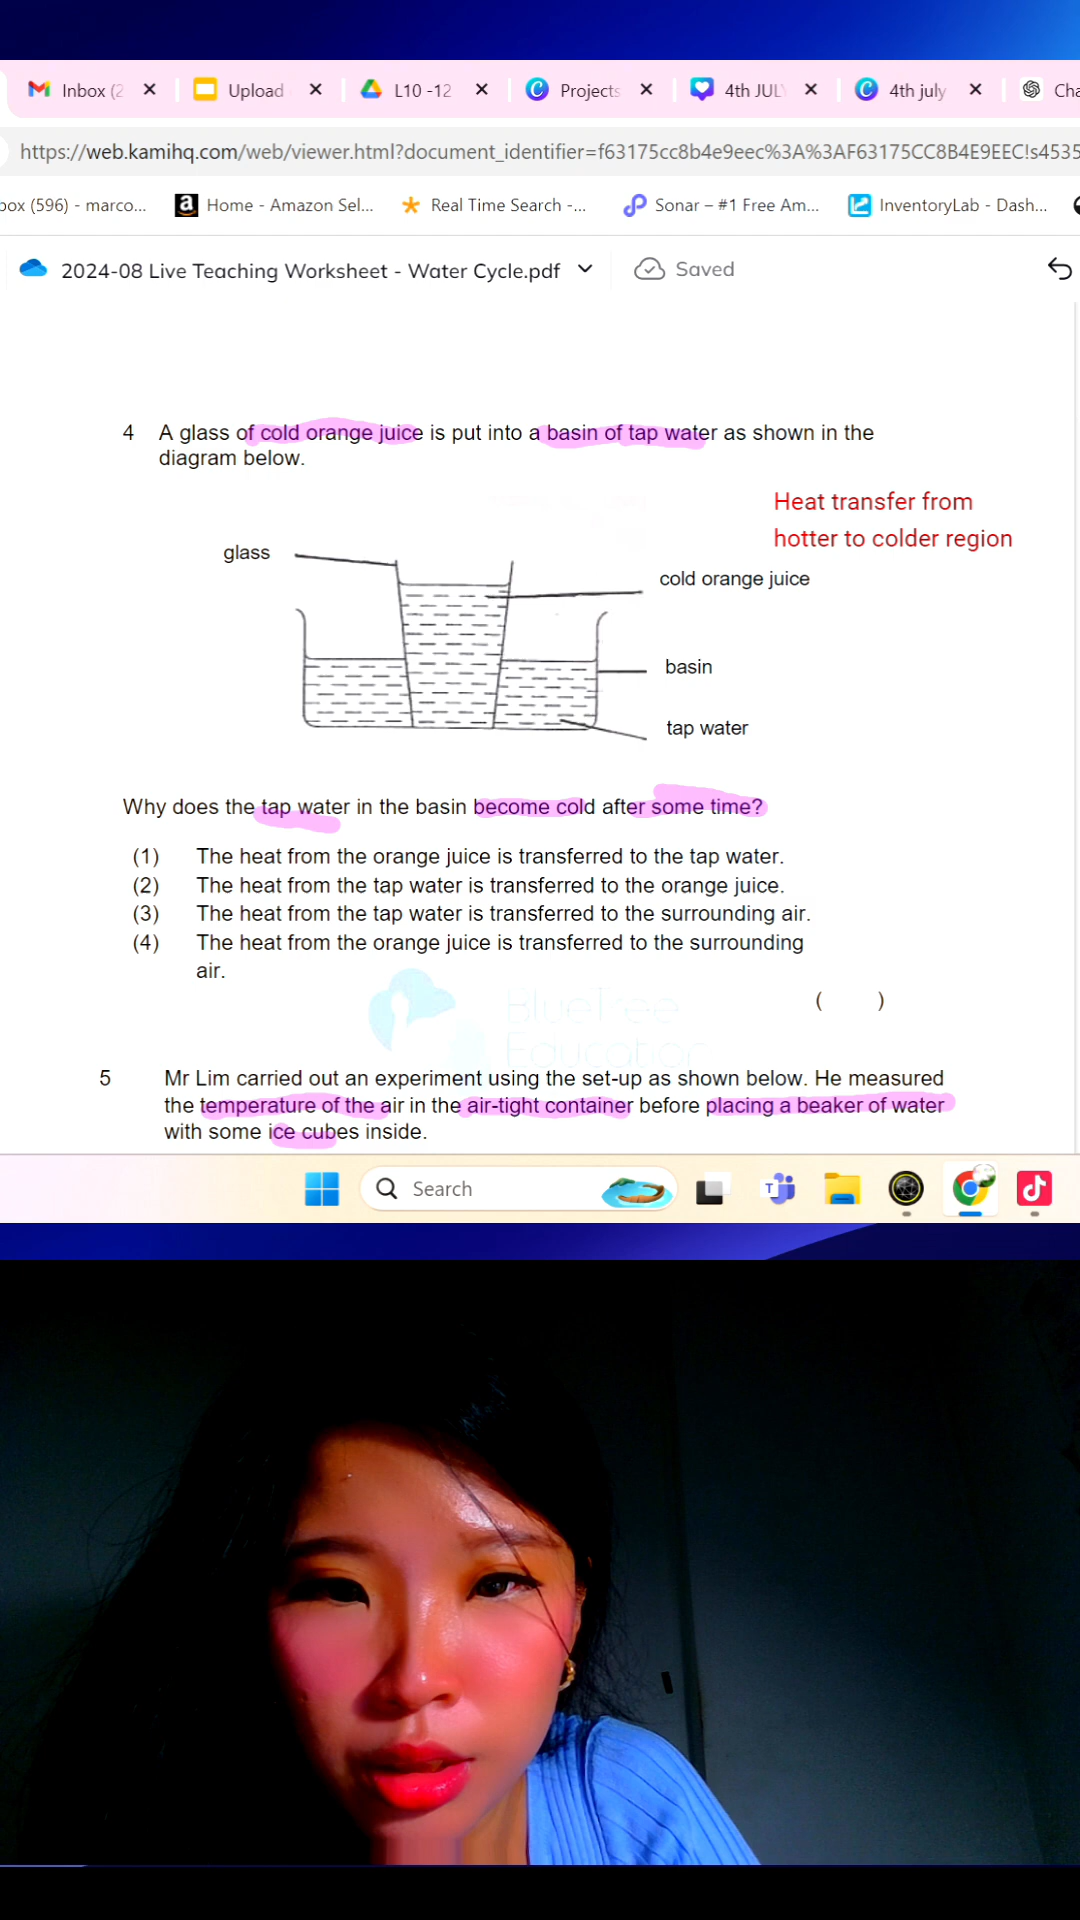 Inbox (2
Upload
L10 -12
Projects
4th JUL
4th july
Cha
https://web.kamihq.com/web/viewer.html?document_identifier=f63175cc8b4e9eec%3A%3AF63175CC8B4E9EEC!s4535
box (596) - marco...
Home - Amazon Sel...
Real Time Search -...
Sonar – #1 Free Am...
InventoryLab - Dash...
2024-08 Live Teaching Worksheet - Water Cycle.pdf
Saved
4 A glass of cold orange juice is put into a basin of tap water as shown in the
diagram below.
Heat transfer from
hotter to colder region
glass
cold orange juice
basin
tap water
Why does the tap water in the basin become cold after some time?
(1) The heat from the orange juice is transferred to the tap water.
(2) The heat from the tap water is transferred to the orange juice.
(3) The heat from the tap water is transferred to the surrounding air.
(4) The heat from the orange juice is transferred to the surrounding
air.
( )
BlueTree
Education
5 Mr Lim carried out an experiment using the set-up as shown below. He measured
the temperature of the air in the air-tight container before placing a beaker of water
with some ice cubes inside.
Search